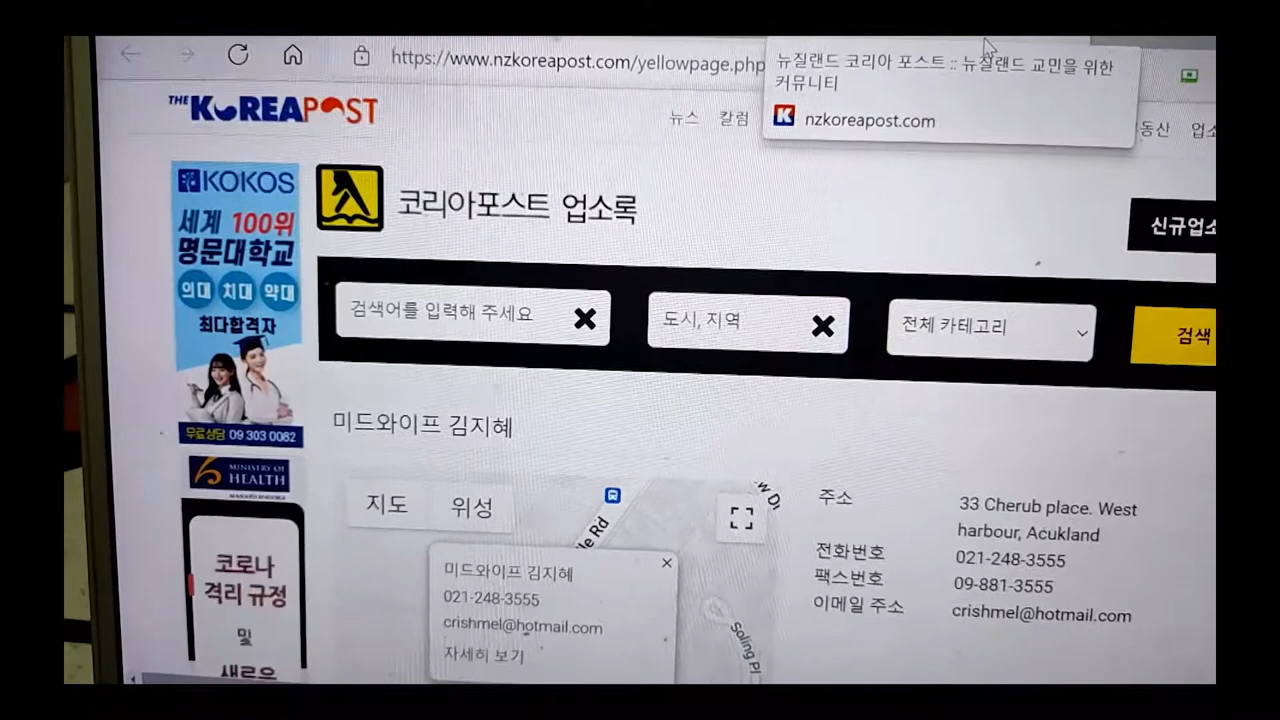 https://www.nzkoreapost.com/yellowpage.php
뉴질랜드 코리아 포스트 :: 뉴질랜드 교민을 위한
커뮤니티
nzkoreapost.com
THE KOREAPOST
뉴스 칼럼
동산 업소
KOKOS
세계 100위
명문대학교
의대 치대 약대
최다합격자
무료상담 09 303 0082
MINISTRY OF
HEALTH
코로나
격리 규정
및
새로운
코리아포스트 업소록
신규업소
검색어를 입력해 주세요
도시, 지역
전체 카테고리
검색
미드와이프 김지혜
지도 위성
le Rd
w Dr
Soling Pl
미드와이프 김지혜
021-248-3555
crishmel@hotmail.com
자세히 보기
주소 33 Cherub place. West
harbour, Acukland
전화번호 021-248-3555
팩스번호 09-881-3555
이메일 주소 crishmel@hotmail.com